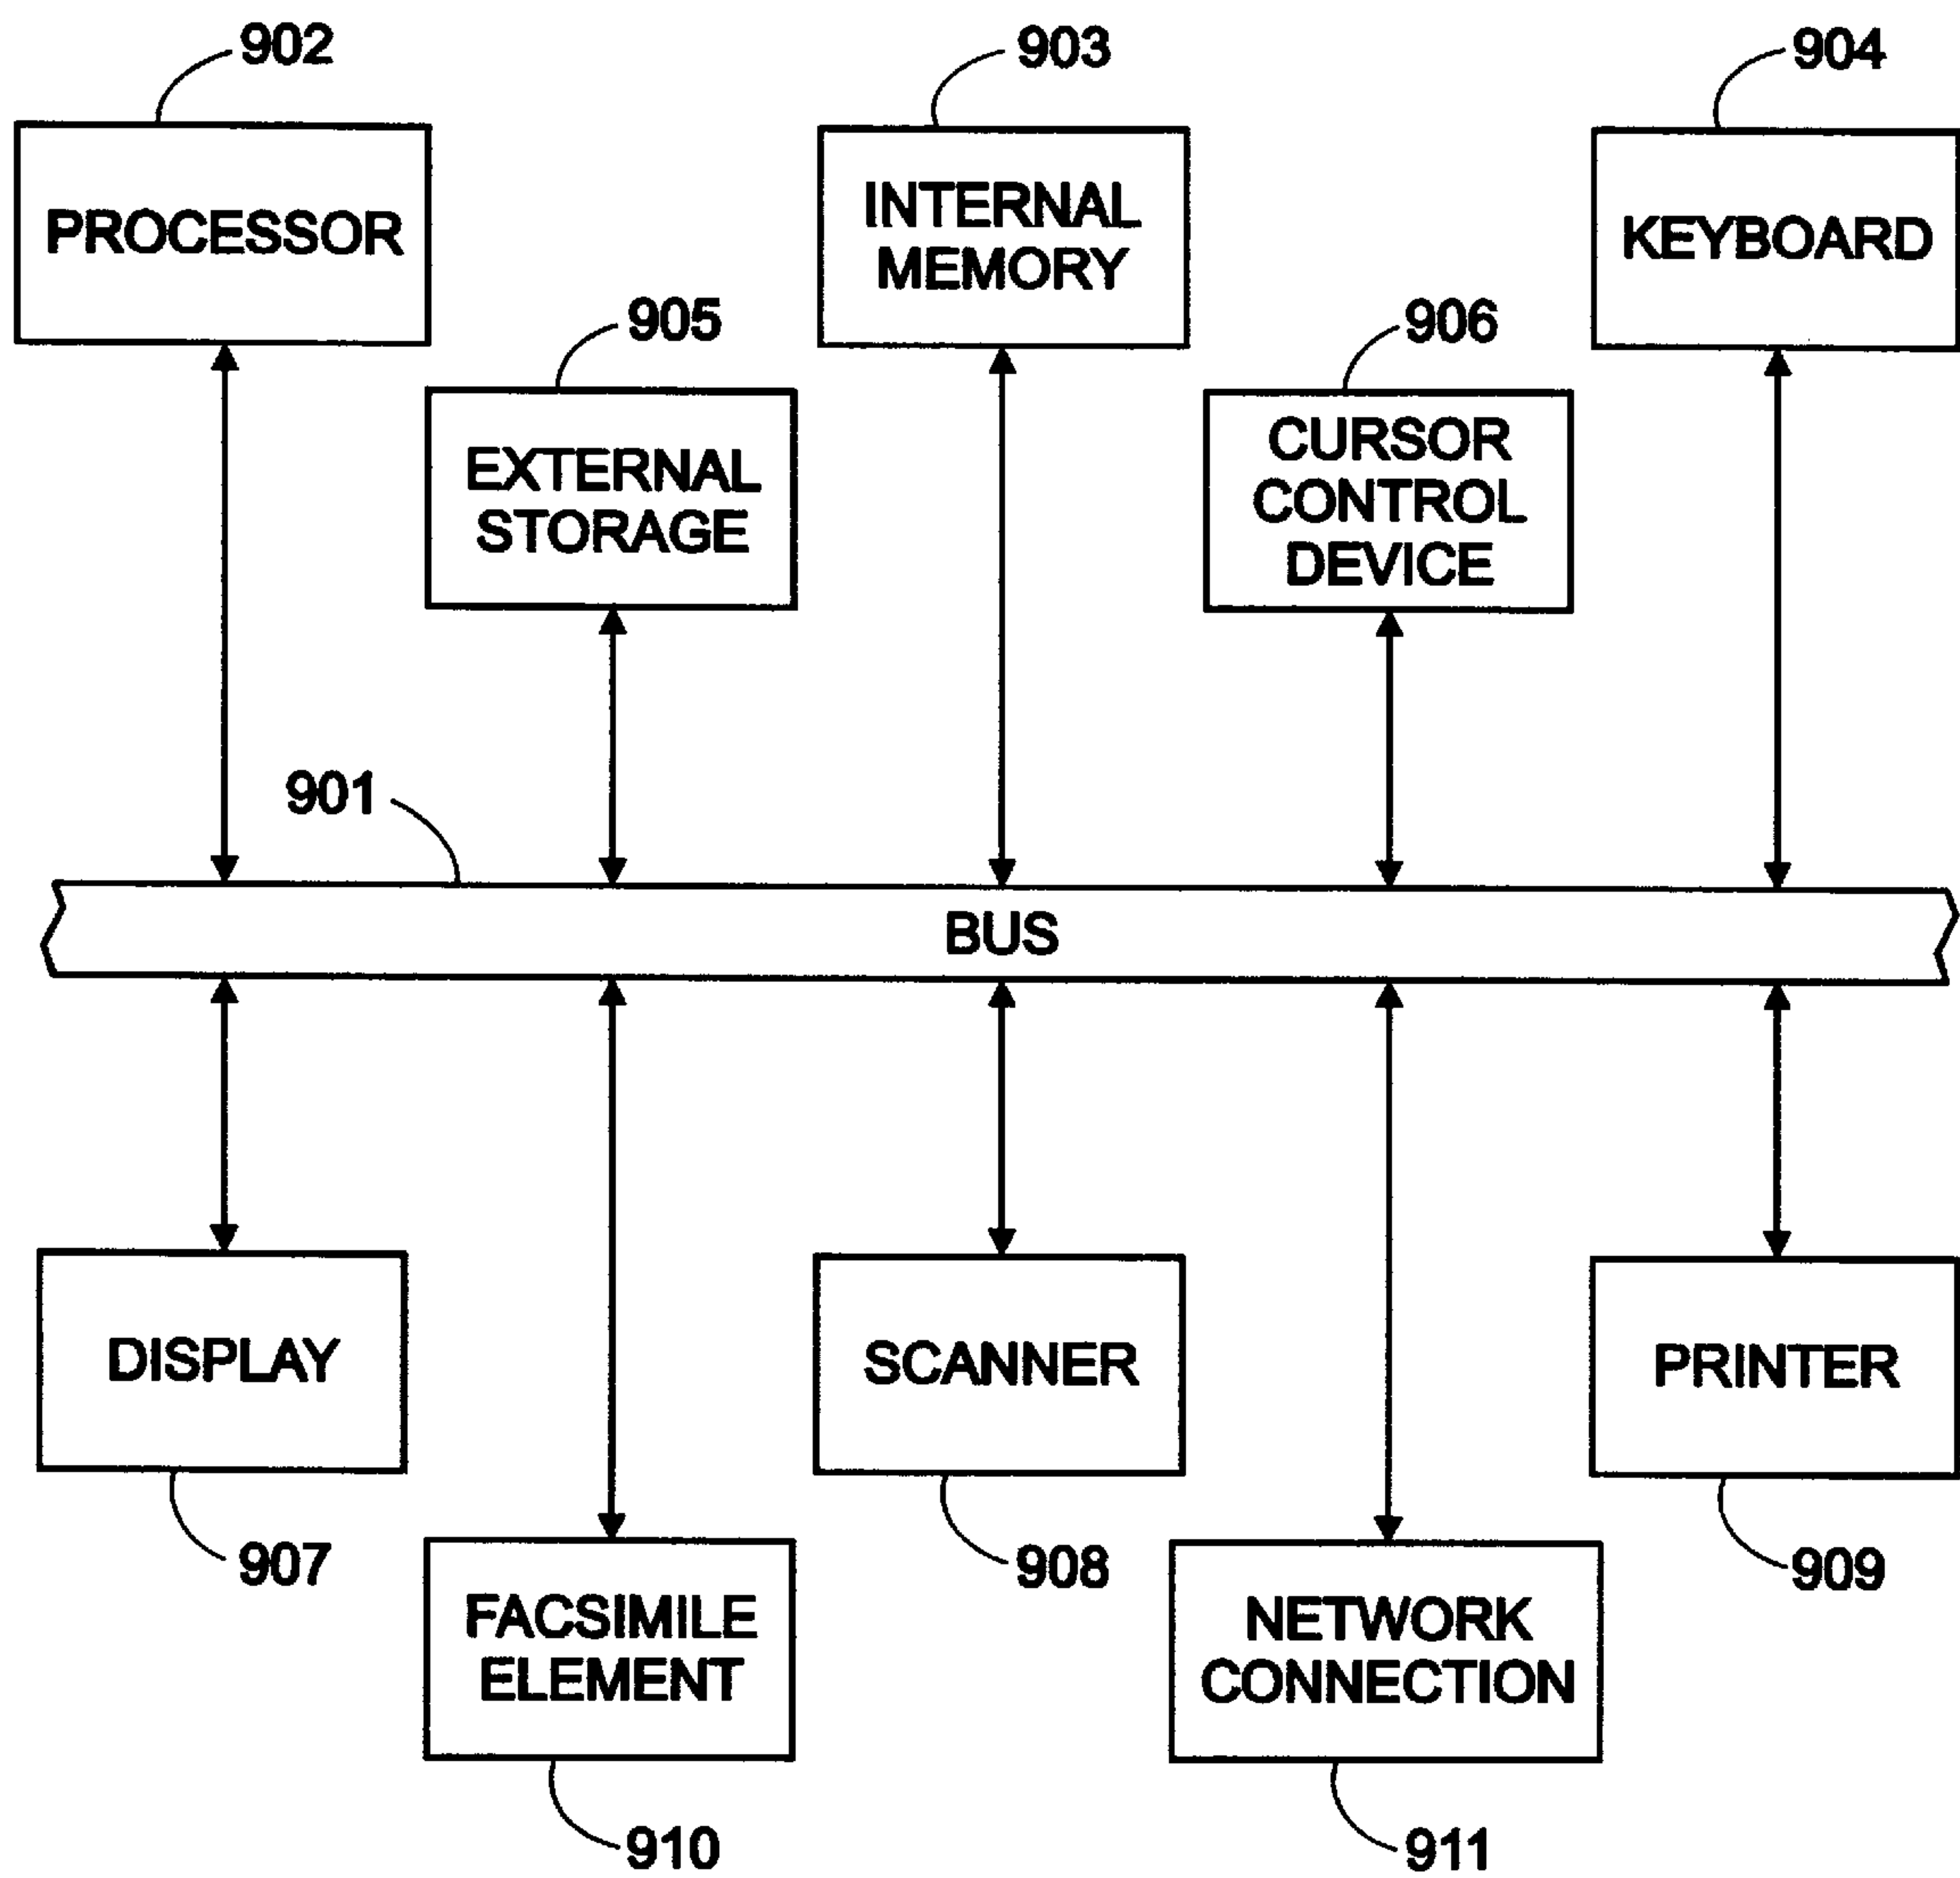 902
903
904
PROCESSOR
INTERNAL
MEMORY
KEYBOARD
905
906
EXTERNAL
STORAGE
CURSOR
CONTROL
DEVICE
901
BUS
DISPLAY
SCANNER
PRINTER
907
908
909
FACSIMILE
ELEMENT
NETWORK
CONNECTION
910
911